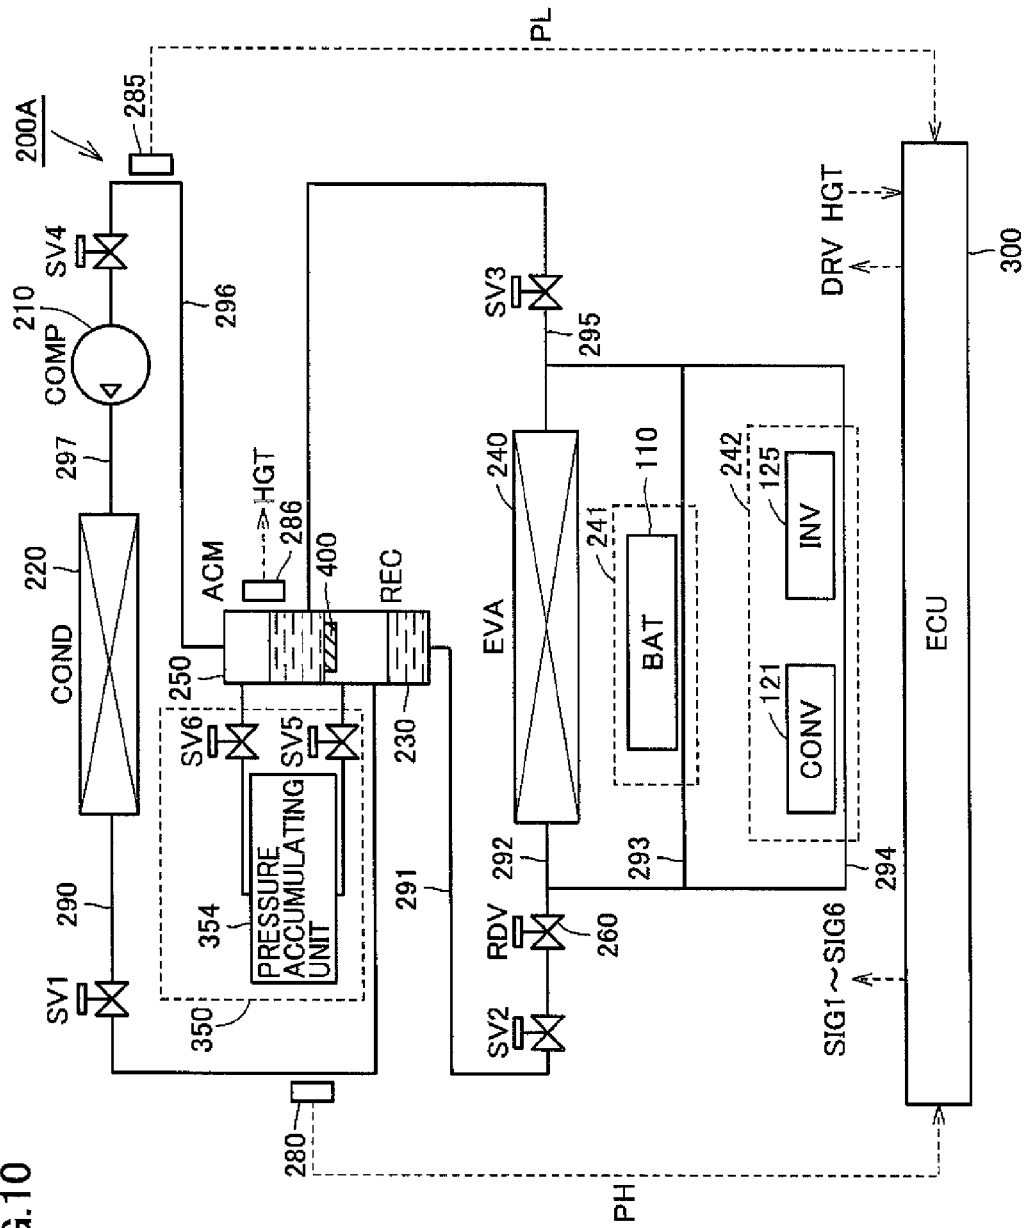 G.10
200A
PL
285
SV4
210
COMP
296
297
220
COND
290
SV1
ACM
HGT
286
400
REC
250
230
SV6
SV5
PRESSURE
ACCUMULATING
UNIT
354
350
280
PH
291
SV3
295
240
EVA
292
RDV
260
SV2
110
241
BAT
293
242
125
INV
121
CONV
294
DRV
HGT
SIG1~SIG6
300
ECU